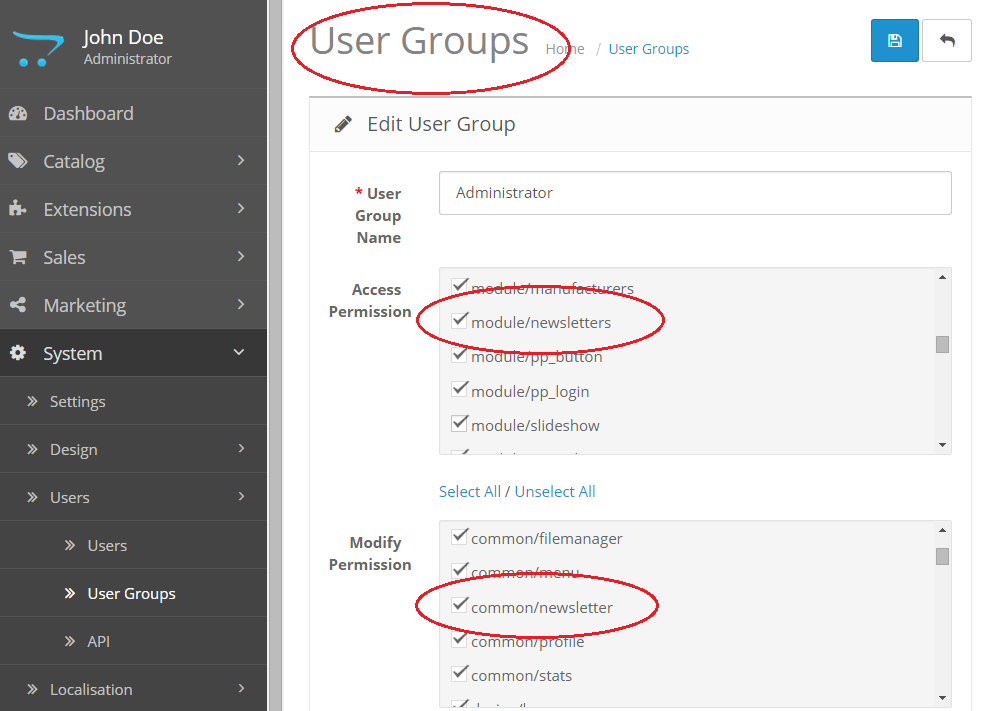 John Doe
Administrator
Dashboard
Catalog
Extensions
Sales
Marketing
System
Settings
Design
Users
Users
User Groups
API
Localisation
User Groups
Home / User Groups
Edit User Group
* User Group Name
Administrator
Access Permission
module/manufacturers
module/newsletters
module/pp_button
module/pp_login
module/slideshow
Select All / Unselect All
Modify Permission
common/filemanager
common/menu
common/newsletter
common/profile
common/stats